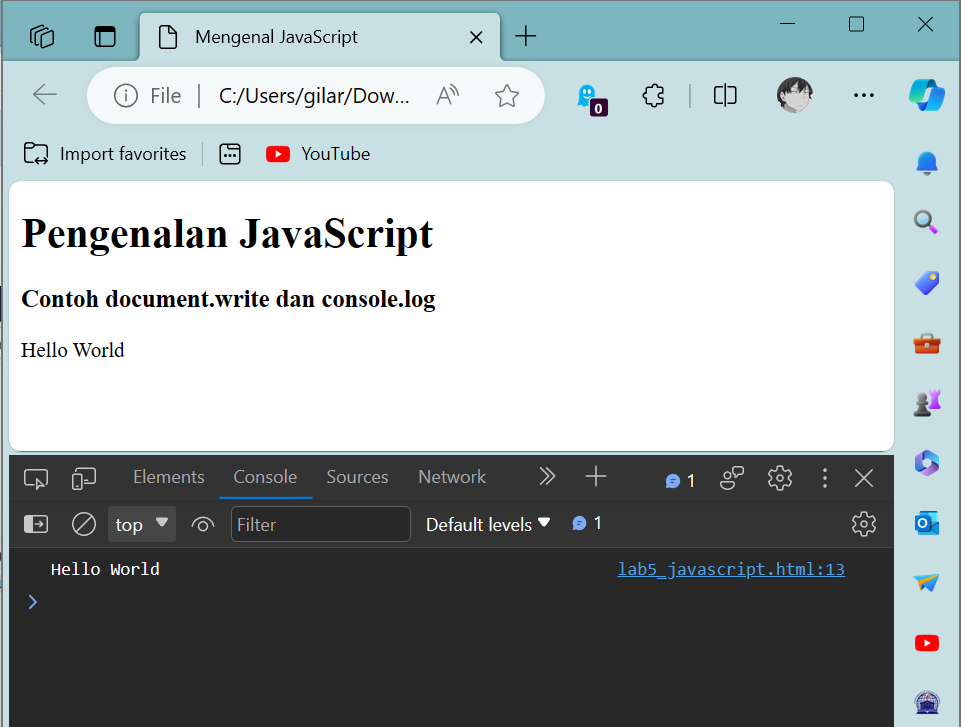 Mengenal JavaScript
File C:/Users/gilar/Dow...
0
Import favorites YouTube
Pengenalan JavaScript
Contoh document.write dan console.log
Hello World
Elements Console Sources Network 1
top Filter Default levels 1
Hello World lab5_javascript.html:13